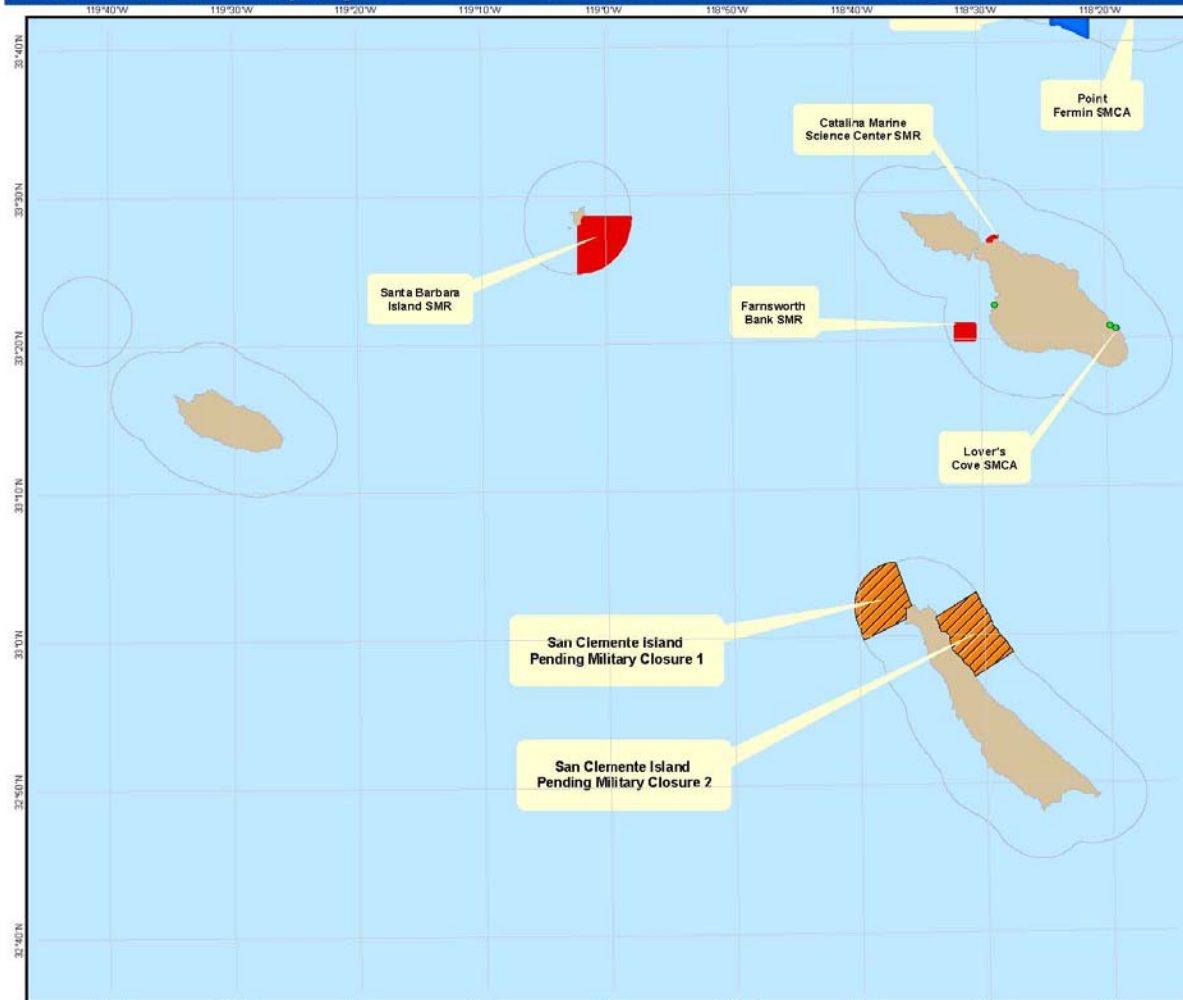 119°40'W 119°30'W 119°20'W 119°10'W 119°0'W 118°50'W 118°40'W 118°30'W 118°20'W
33°40'N
33°30'N
33°20'N
33°10'N
33°0'N
32°50'N
32°40'N
Point
Fermin SMCA
Catalina Marine
Science Center SMR
Santa Barbara
Island SMR
Farnsworth
Bank SMR
Lover's
Cove SMCA
San Clemente Island
Pending Military Closure 1
San Clemente Island
Pending Military Closure 2